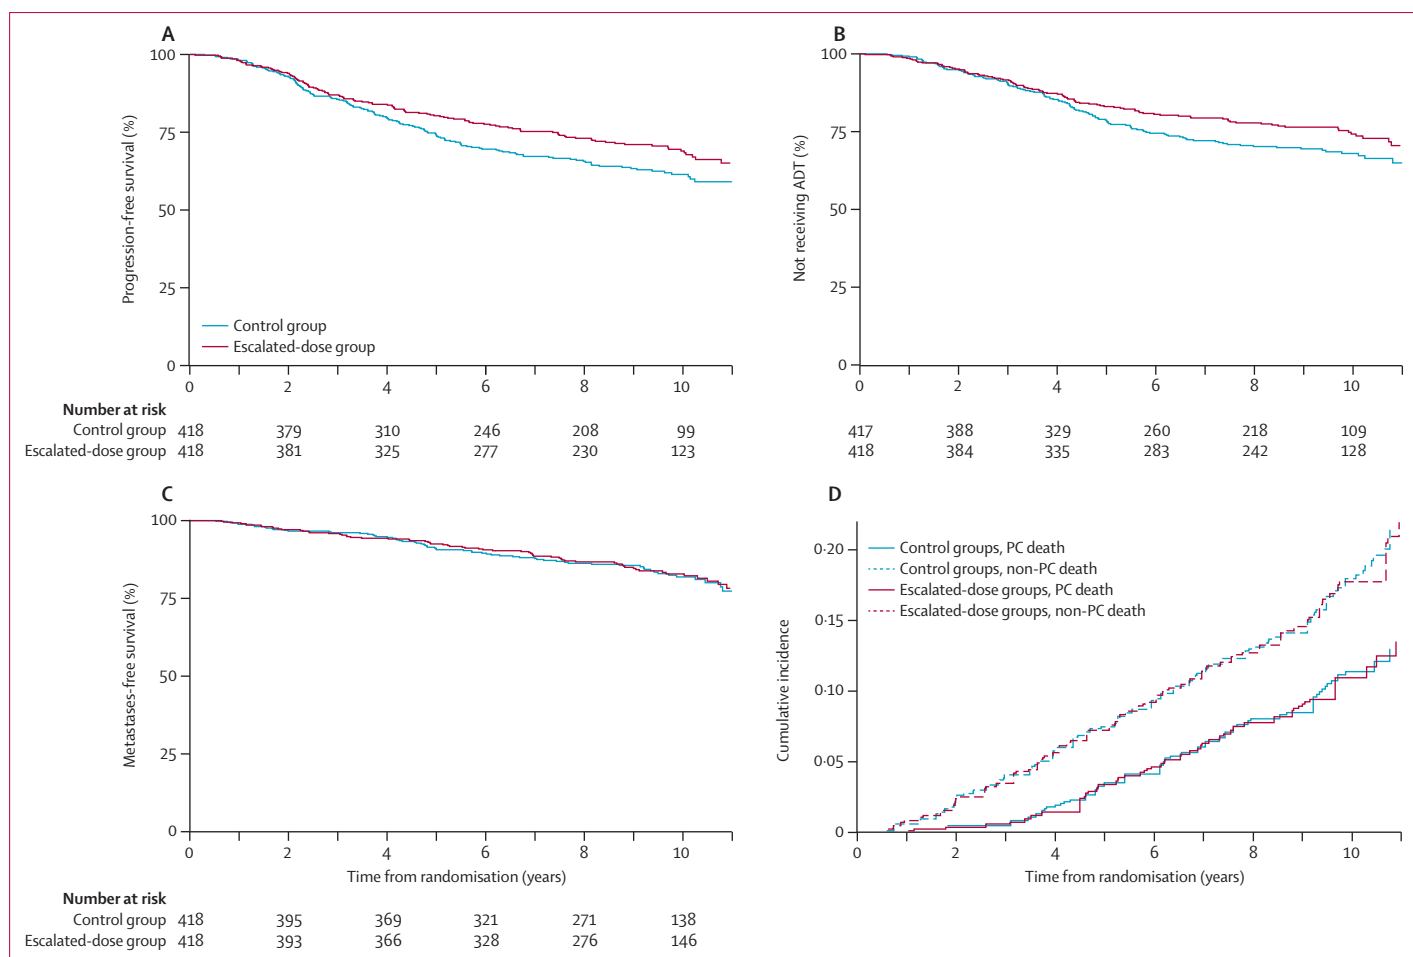 A
100
75
50
25
0
Progression-free survival (%)
Control group
Escalated-dose group
0 2 4 6 8 10
Number at risk
Control group 418 379 310 246 208 99
Escalated-dose group 418 381 325 277 230 123
B
100
75
50
25
0
Not receiving ADT (%)
0 2 4 6 8 10
417 388 329 260 218 109
418 384 335 283 242 128
C
100
75
50
25
0
Metastases-free survival (%)
0 2 4 6 8 10
Time from randomisation (years)
Number at risk
Control group 418 395 369 321 271 138
Escalated-dose group 418 393 366 328 276 146
D
0·20
0·15
0·10
0·05
0
Cumulative incidence
Control groups, PC death
Control groups, non-PC death
Escalated-dose groups, PC death
Escalated-dose groups, non-PC death
0 2 4 6 8 10
Time from randomisation (years)